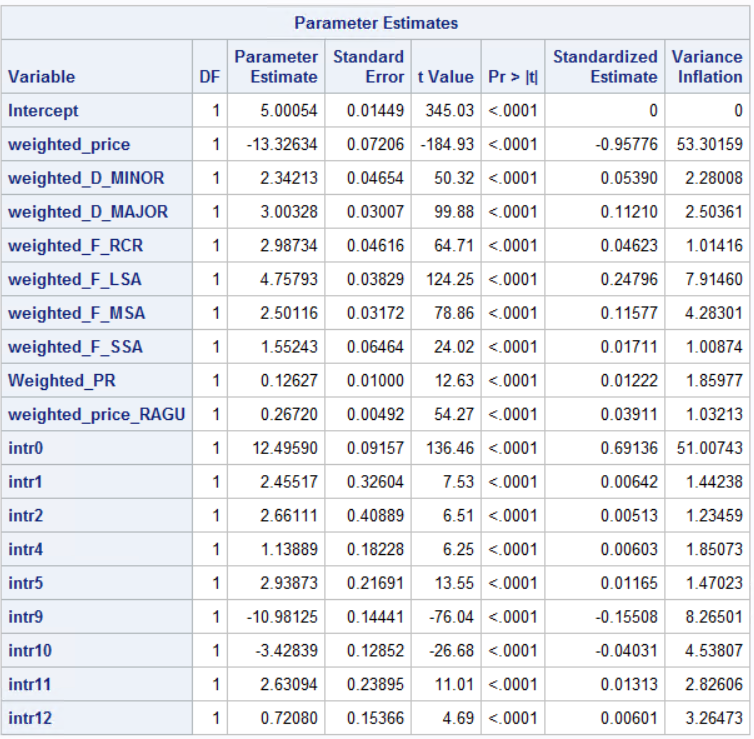 Parameter Estimates
Variable DF Parameter Estimate Standard Error t Value Pr > |t| Standardized Estimate Variance Inflation
Intercept 1 5.00054 0.01449 345.03 <.0001 0 0
weighted_price 1 -13.32634 0.07206 -184.93 <.0001 -0.95776 53.30159
weighted_D_MINOR 1 2.34213 0.04654 50.32 <.0001 0.05390 2.28008
weighted_D_MAJOR 1 3.00328 0.03007 99.88 <.0001 0.11210 2.50361
weighted_F_RCR 1 2.98734 0.04616 64.71 <.0001 0.04623 1.01416
weighted_F_LSA 1 4.75793 0.03829 124.25 <.0001 0.24796 7.91460
weighted_F_MSA 1 2.50116 0.03172 78.86 <.0001 0.11577 4.28301
weighted_F_SSA 1 1.55243 0.06464 24.02 <.0001 0.01711 1.00874
Weighted_PR 1 0.12627 0.01000 12.63 <.0001 0.01222 1.85977
weighted_price_RAGU 1 0.26720 0.00492 54.27 <.0001 0.03911 1.03213
intr0 1 12.49590 0.09157 136.46 <.0001 0.69136 51.00743
intr1 1 2.45517 0.32604 7.53 <.0001 0.00642 1.44238
intr2 1 2.66111 0.40889 6.51 <.0001 0.00513 1.23459
intr4 1 1.13889 0.18228 6.25 <.0001 0.00603 1.85073
intr5 1 2.93873 0.21691 13.55 <.0001 0.01165 1.47023
intr9 1 -10.98125 0.14441 -76.04 <.0001 -0.15508 8.26501
intr10 1 -3.42839 0.12852 -26.68 <.0001 -0.04031 4.53807
intr11 1 2.63094 0.23895 11.01 <.0001 0.01313 2.82606
intr12 1 0.72080 0.15366 4.69 <.0001 0.00601 3.26473